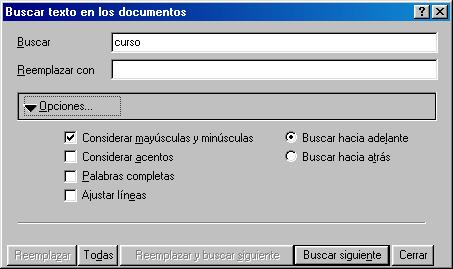 Buscar texto en los documentos
Buscar curso
Reemplazar con
Opciones...
Considerar mayúsculas y minúsculas Buscar hacia adelante
Considerar acentos Buscar hacia atrás
Palabras completas
Ajustar líneas
Reemplazar Todas Reemplazar y buscar siguiente Buscar siguiente Cerrar